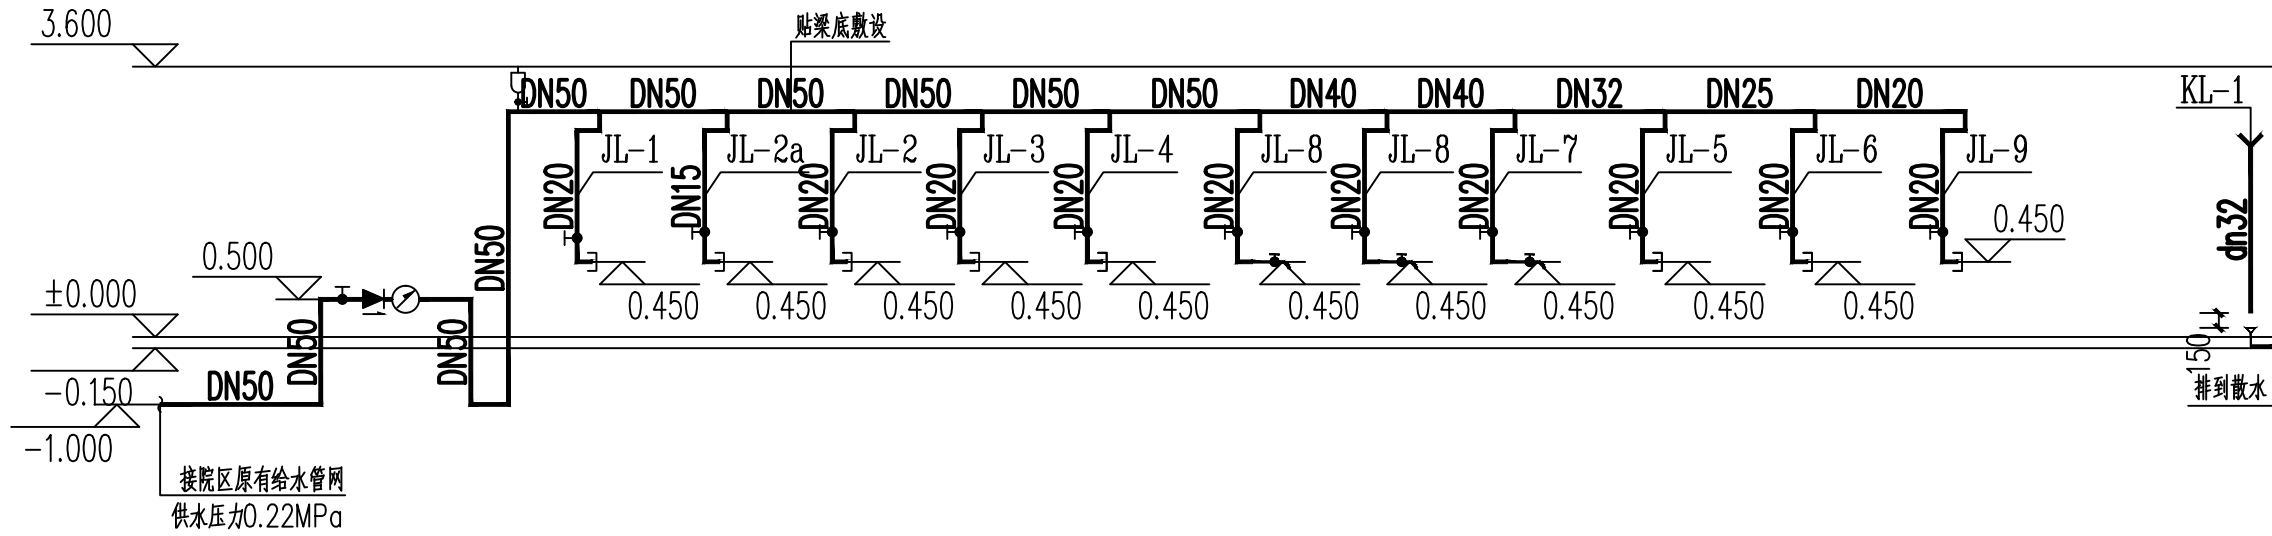 3.600
贴梁底敷设
DN50 DN50 DN50 DN50 DN50 DN50 DN40 DN40 DN32 DN25 DN20
KL-1
JL-1 JL-2a JL-2 JL-3 JL-4 JL-8 JL-8 JL-7 JL-5 JL-6 JL-9
DN20 DN15 DN20 DN20 DN20 DN20 DN20 DN20 DN20 DN20 DN20
dn32
0.450
0.500
DN50
±0.000
0.450 0.450 0.450 0.450 0.450 0.450 0.450 0.450 0.450 0.450
DN50 DN50
150
-0.150
DN50
排到散水
-1.000
接院区原有给水管网
供水压力0.22MPa